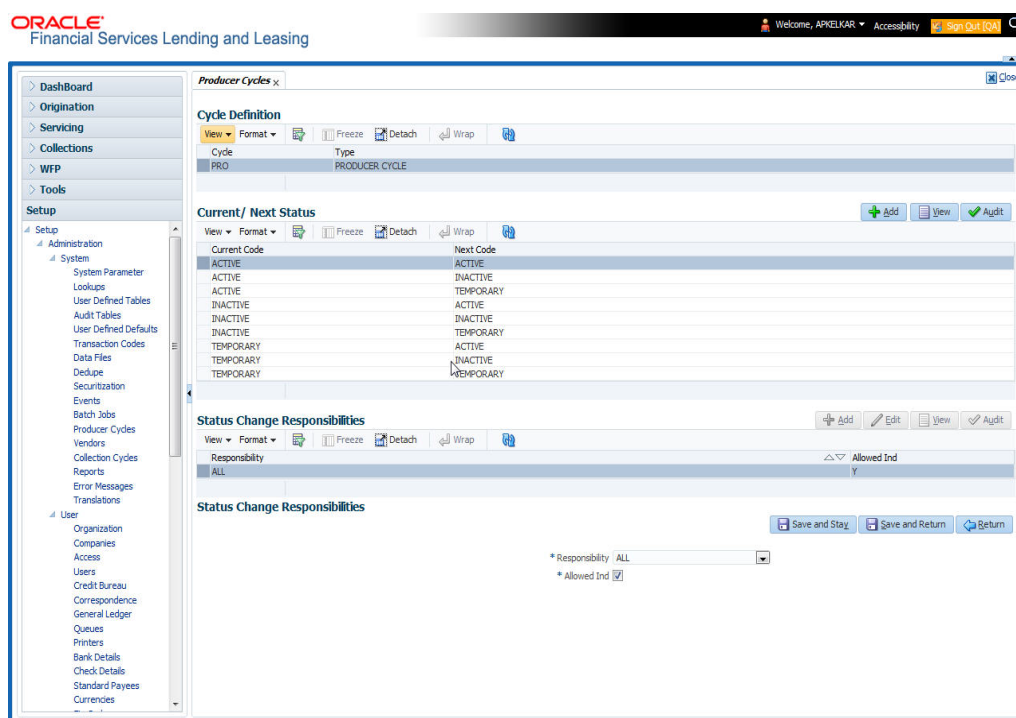 ORACLE
Financial Services Lending and Leasing
Welcome, APKELKAR Accessibility Sign Out [QA]
DashBoard
Origination
Servicing
Collections
WFP
Tools
Setup
Setup
Administration
System
System Parameter
Lookups
User Defined Tables
Audit Tables
User Defined Defaults
Transaction Codes
Data Files
Dedupe
Securitization
Events
Batch Jobs
Producer Cycles
Vendors
Collection Cycles
Reports
Error Messages
Translations
User
Organization
Companies
Access
Users
Credit Bureau
Correspondence
General Ledger
Queues
Printers
Bank Details
Check Details
Standard Payees
Currencies
Producer Cycles x
Clos
Cycle Definition
View Format Freeze Detach Wrap
Cycle Type
PRO PRODUCER CYCLE
Current/ Next Status
Add View Audit
View Format Freeze Detach Wrap
Current Code Next Code
ACTIVE ACTIVE
ACTIVE INACTIVE
ACTIVE TEMPORARY
INACTIVE ACTIVE
INACTIVE INACTIVE
INACTIVE TEMPORARY
TEMPORARY ACTIVE
TEMPORARY INACTIVE
TEMPORARY TEMPORARY
Status Change Responsibilities
Add Edit View Audit
View Format Freeze Detach Wrap
Responsibility Allowed Ind
ALL Y
Status Change Responsibilities
Save and Stay Save and Return Return
* Responsibility ALL
* Allowed Ind